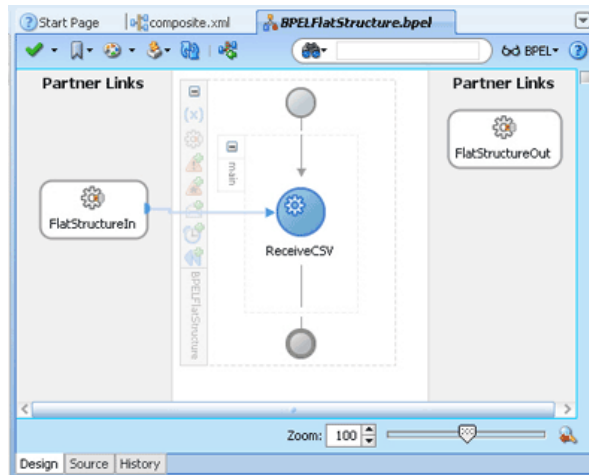 Start Page composite.xml BPELFlatStructure.bpel
BPEL
Partner Links
Partner Links
(x)
main
FlatStructureOut
FlatStructureIn
ReceiveCSV
BPELFlatStructure
Zoom: 100
Design Source History